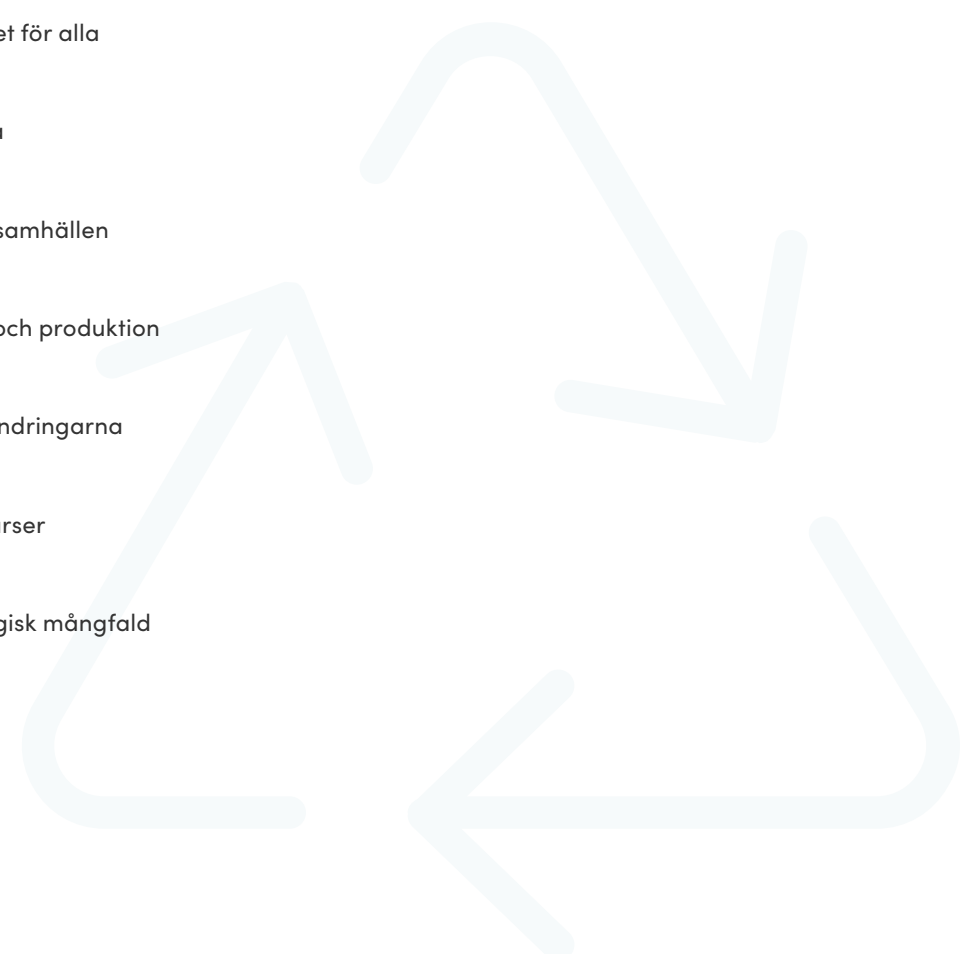 et för alla
samhällen
och produktion
ndringarna
rser
gisk mångfald